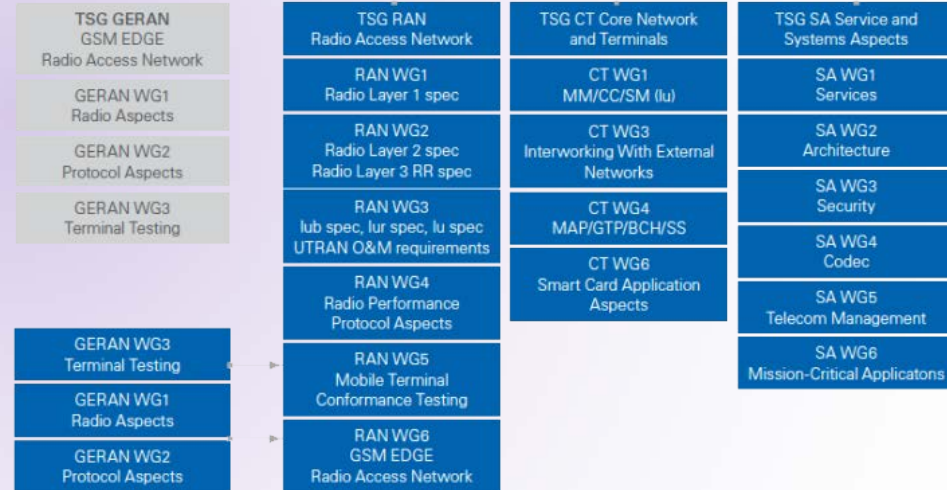 TSG GERAN
GSM EDGE
Radio Access Network
GERAN WG1
Radio Aspects
GERAN WG2
Protocol Aspects
GERAN WG3
Terminal Testing
GERAN WG3
Terminal Testing
GERAN WG1
Radio Aspects
GERAN WG2
Protocol Aspects
TSG RAN
Radio Access Network
RAN WG1
Radio Layer 1 spec
RAN WG2
Radio Layer 2 spec
Radio Layer 3 RR spec
RAN WG3
lub spec, lur spec, lu spec
UTRAN O&M requirements
RAN WG4
Radio Performance
Protocol Aspects
RAN WG5
Mobile Terminal
Conformance Testing
RAN WG6
GSM EDGE
Radio Access Network
TSG CT Core Network
and Terminals
CT WG1
MM/CC/SM (lu)
CT WG3
Interworking With External
Networks
CT WG4
MAP/GTP/BCH/SS
CT WG6
Smart Card Application
Aspects
TSG SA Service and
Systems Aspects
SA WG1
Services
SA WG2
Architecture
SA WG3
Security
SA WG4
Codec
SA WG5
Telecom Management
SA WG6
Mission-Critical Applicatons